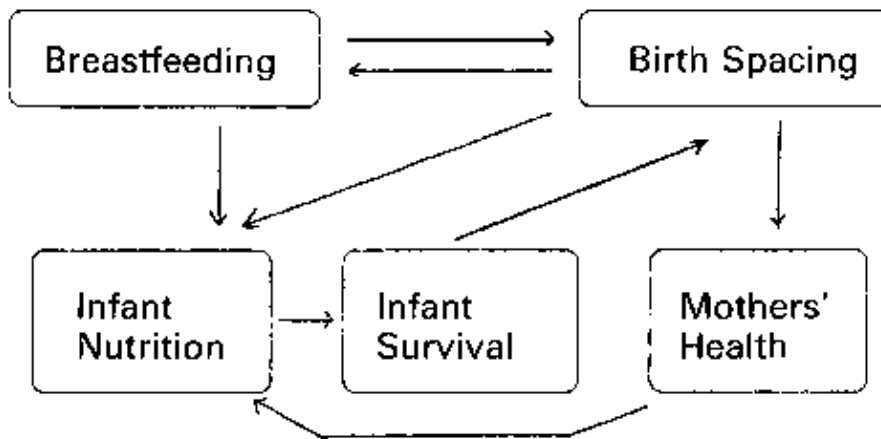 Breastfeeding
Birth Spacing
Infant
Nutrition
Infant
Survival
Mothers'
Health